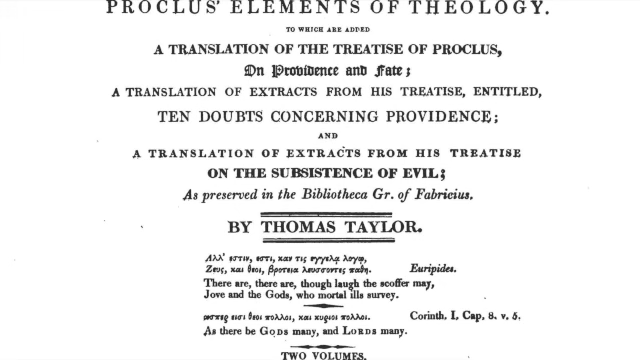 PROCLUS' ELEMENTS OF THEOLOGY.
TO WHICH ARE ADDED
A TRANSLATION OF THE TREATISE OF PROCLUS,
On Providence and Fate;
A TRANSLATION OF EXTRACTS FROM HIS TREATISE, ENTITLED,
TEN DOUBTS CONCERNING PROVIDENCE;
AND
A TRANSLATION OF EXTRACTS FROM HIS TREATISE
ON THE SUBSISTENCE OF EVIL;
As preserved in the Bibliotheca Gr. of Fabricius.
BY THOMAS TAYLOR.
Αλλ' εστιν, εστι, καν τις εγγελα λογω,
Ζευς, και θεοι, βροτεια λευσσοντες παθη. Euripides.
There are, there are, though laugh the scoffer may,
Jove and the Gods, who mortal ills survey.
ωσπερ εισι θεοι πολλοι, και κυριοι πολλοι. Corinth. I. Cap. 8. v. 5.
As there be GODS many, and LORDS many.
TWO VOLUMES.